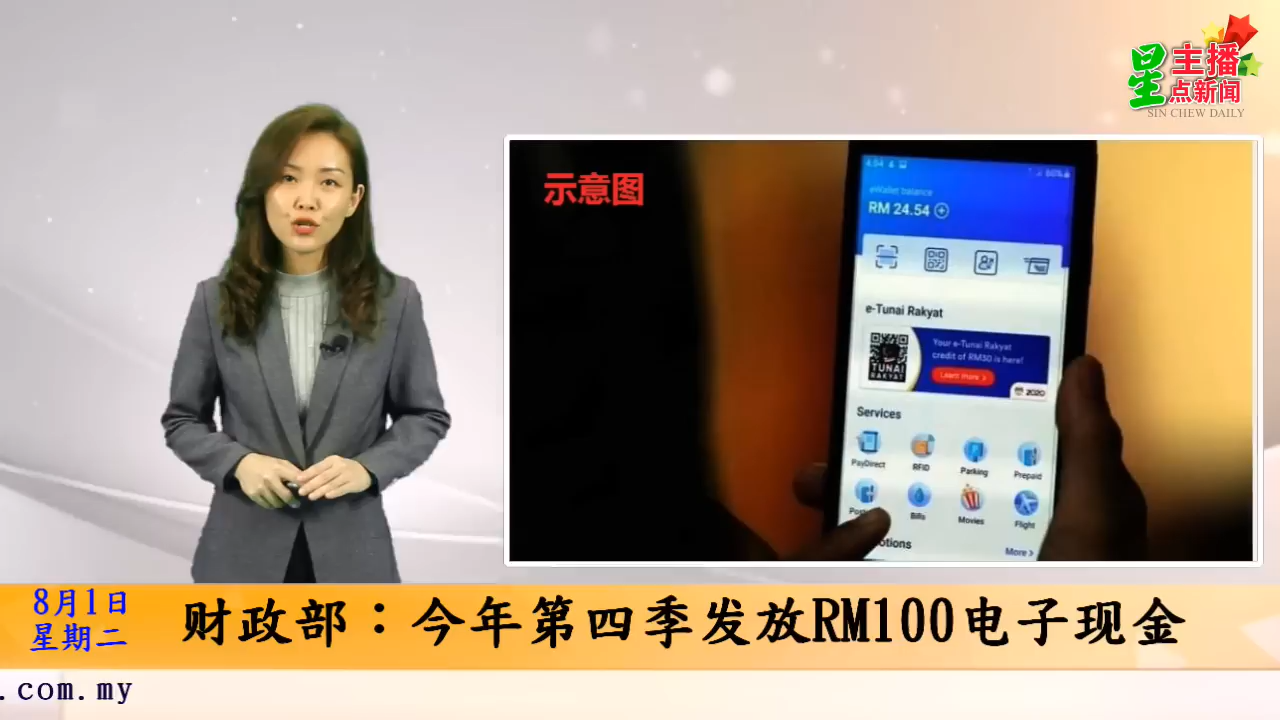 星
主播
点新闻
SIN CHEW DAILY
示意图
4:54
66%
eWallet balance
RM 24.54
e-Tunai Rakyat
Your e-Tunai Rakyat
credit of RM30 is here!
Learn more >
TUNAI
RAKYAT
2020
Services
PayDirect RFID Parking Prepaid
Bills Movies Flight
More >
8月1日
星期二
财政部：今年第四季发放RM100电子现金
.com.my